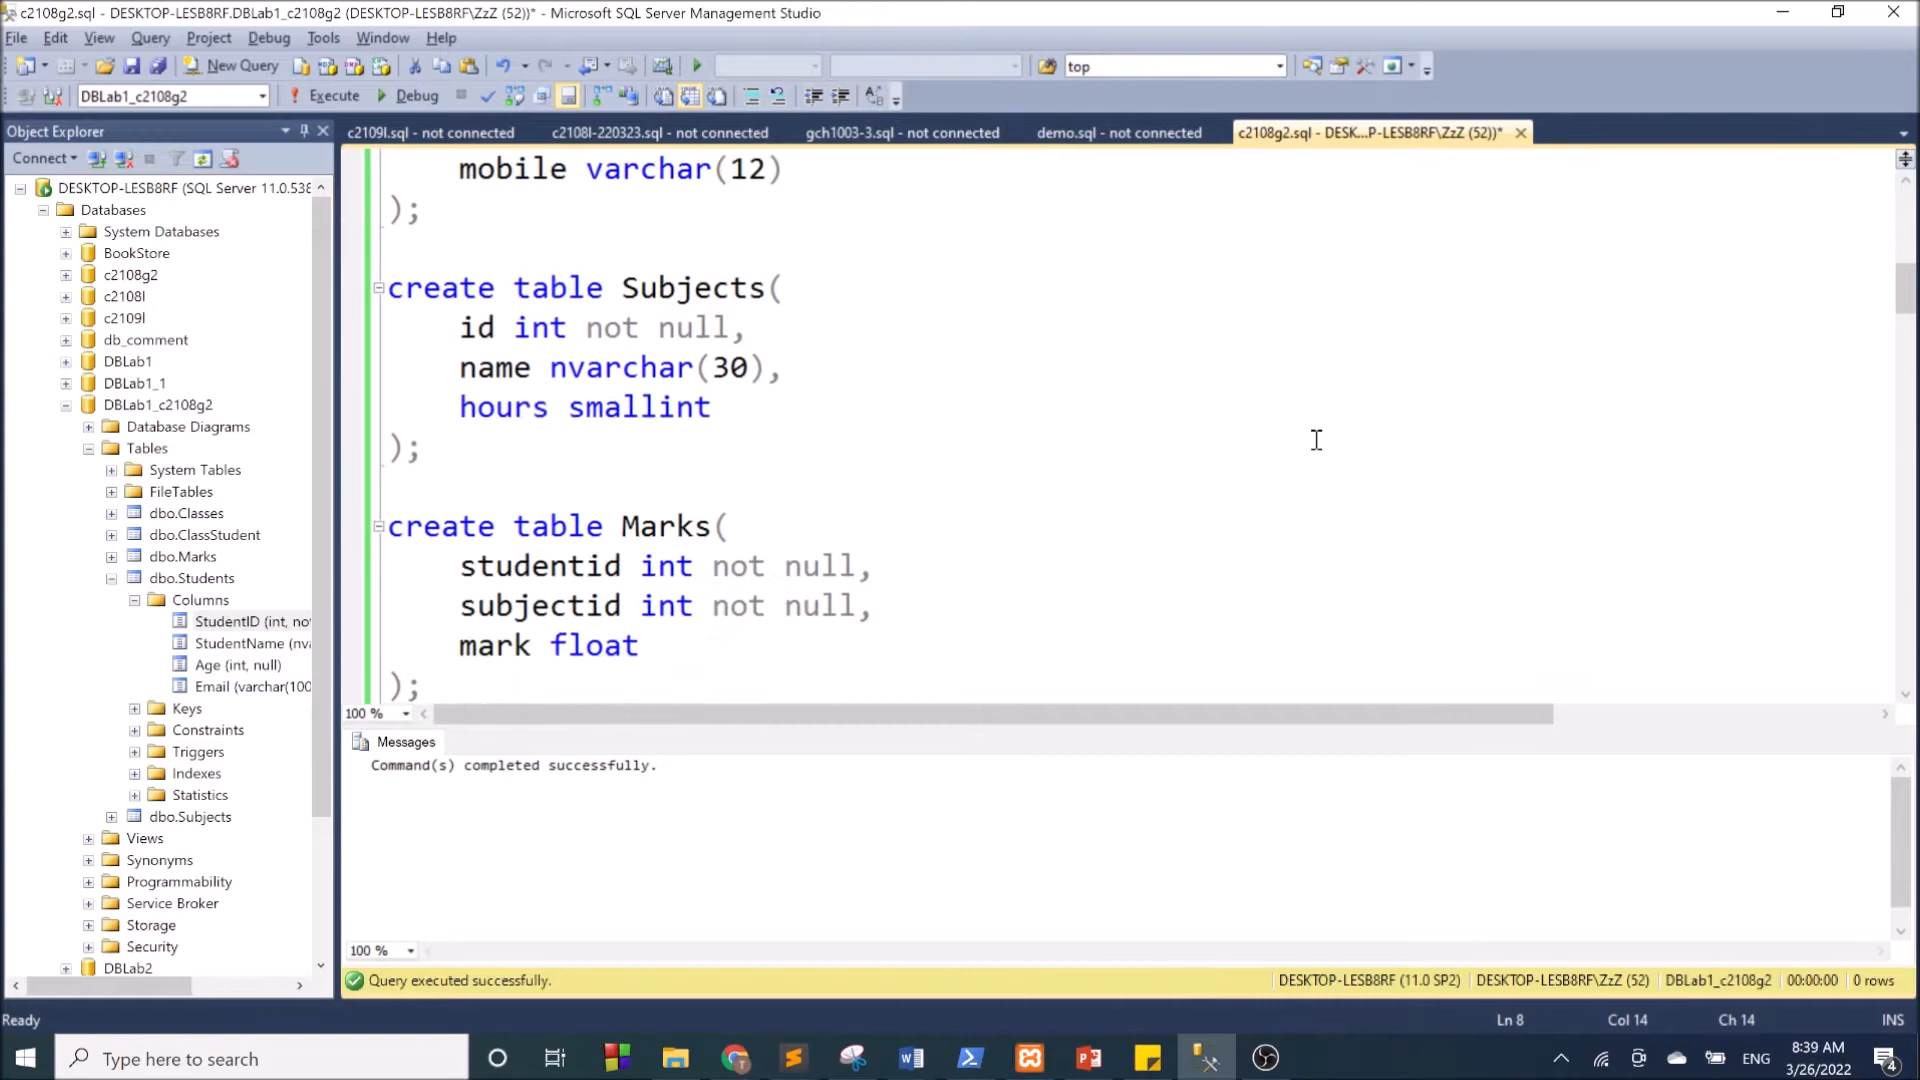 c2108g2.sql - DESKTOP-LESB8RF.DBLab1_c2108g2 (DESKTOP-LESB8RF\ZzZ (52))* - Microsoft SQL Server Management Studio
File Edit View Query Project Debug Tools Window Help
New Query top
DBLab1_c2108g2 Execute Debug
Object Explorer
c2109l.sql - not connected c2108l-220323.sql - not connected gch1003-3.sql - not connected demo.sql - not connected c2108g2.sql - DESK...P-LESB8RF\ZzZ (52))*
Connect
DESKTOP-LESB8RF (SQL Server 11.0.538
Databases
System Databases
BookStore
c2108g2
c2108l
c2109l
db_comment
DBLab1
DBLab1_1
DBLab1_c2108g2
Database Diagrams
Tables
System Tables
FileTables
dbo.Classes
dbo.ClassStudent
dbo.Marks
dbo.Students
Columns
StudentID (int, no
StudentName (nva
Age (int, null)
Email (varchar(100
Keys
Constraints
Triggers
Indexes
Statistics
dbo.Subjects
Views
Synonyms
Programmability
Service Broker
Storage
Security
DBLab2
mobile varchar(12)
);
create table Subjects(
id int not null,
name nvarchar(30),
hours smallint
);
create table Marks(
studentid int not null,
subjectid int not null,
mark float
);
100 %
Messages
Command(s) completed successfully.
100 %
Query executed successfully. DESKTOP-LESB8RF (11.0 SP2) DESKTOP-LESB8RF\ZzZ (52) DBLab1_c2108g2 00:00:00 0 rows
Ready Ln 8 Col 14 Ch 14 INS
Type here to search ENG 8:39 AM
3/26/2022 4